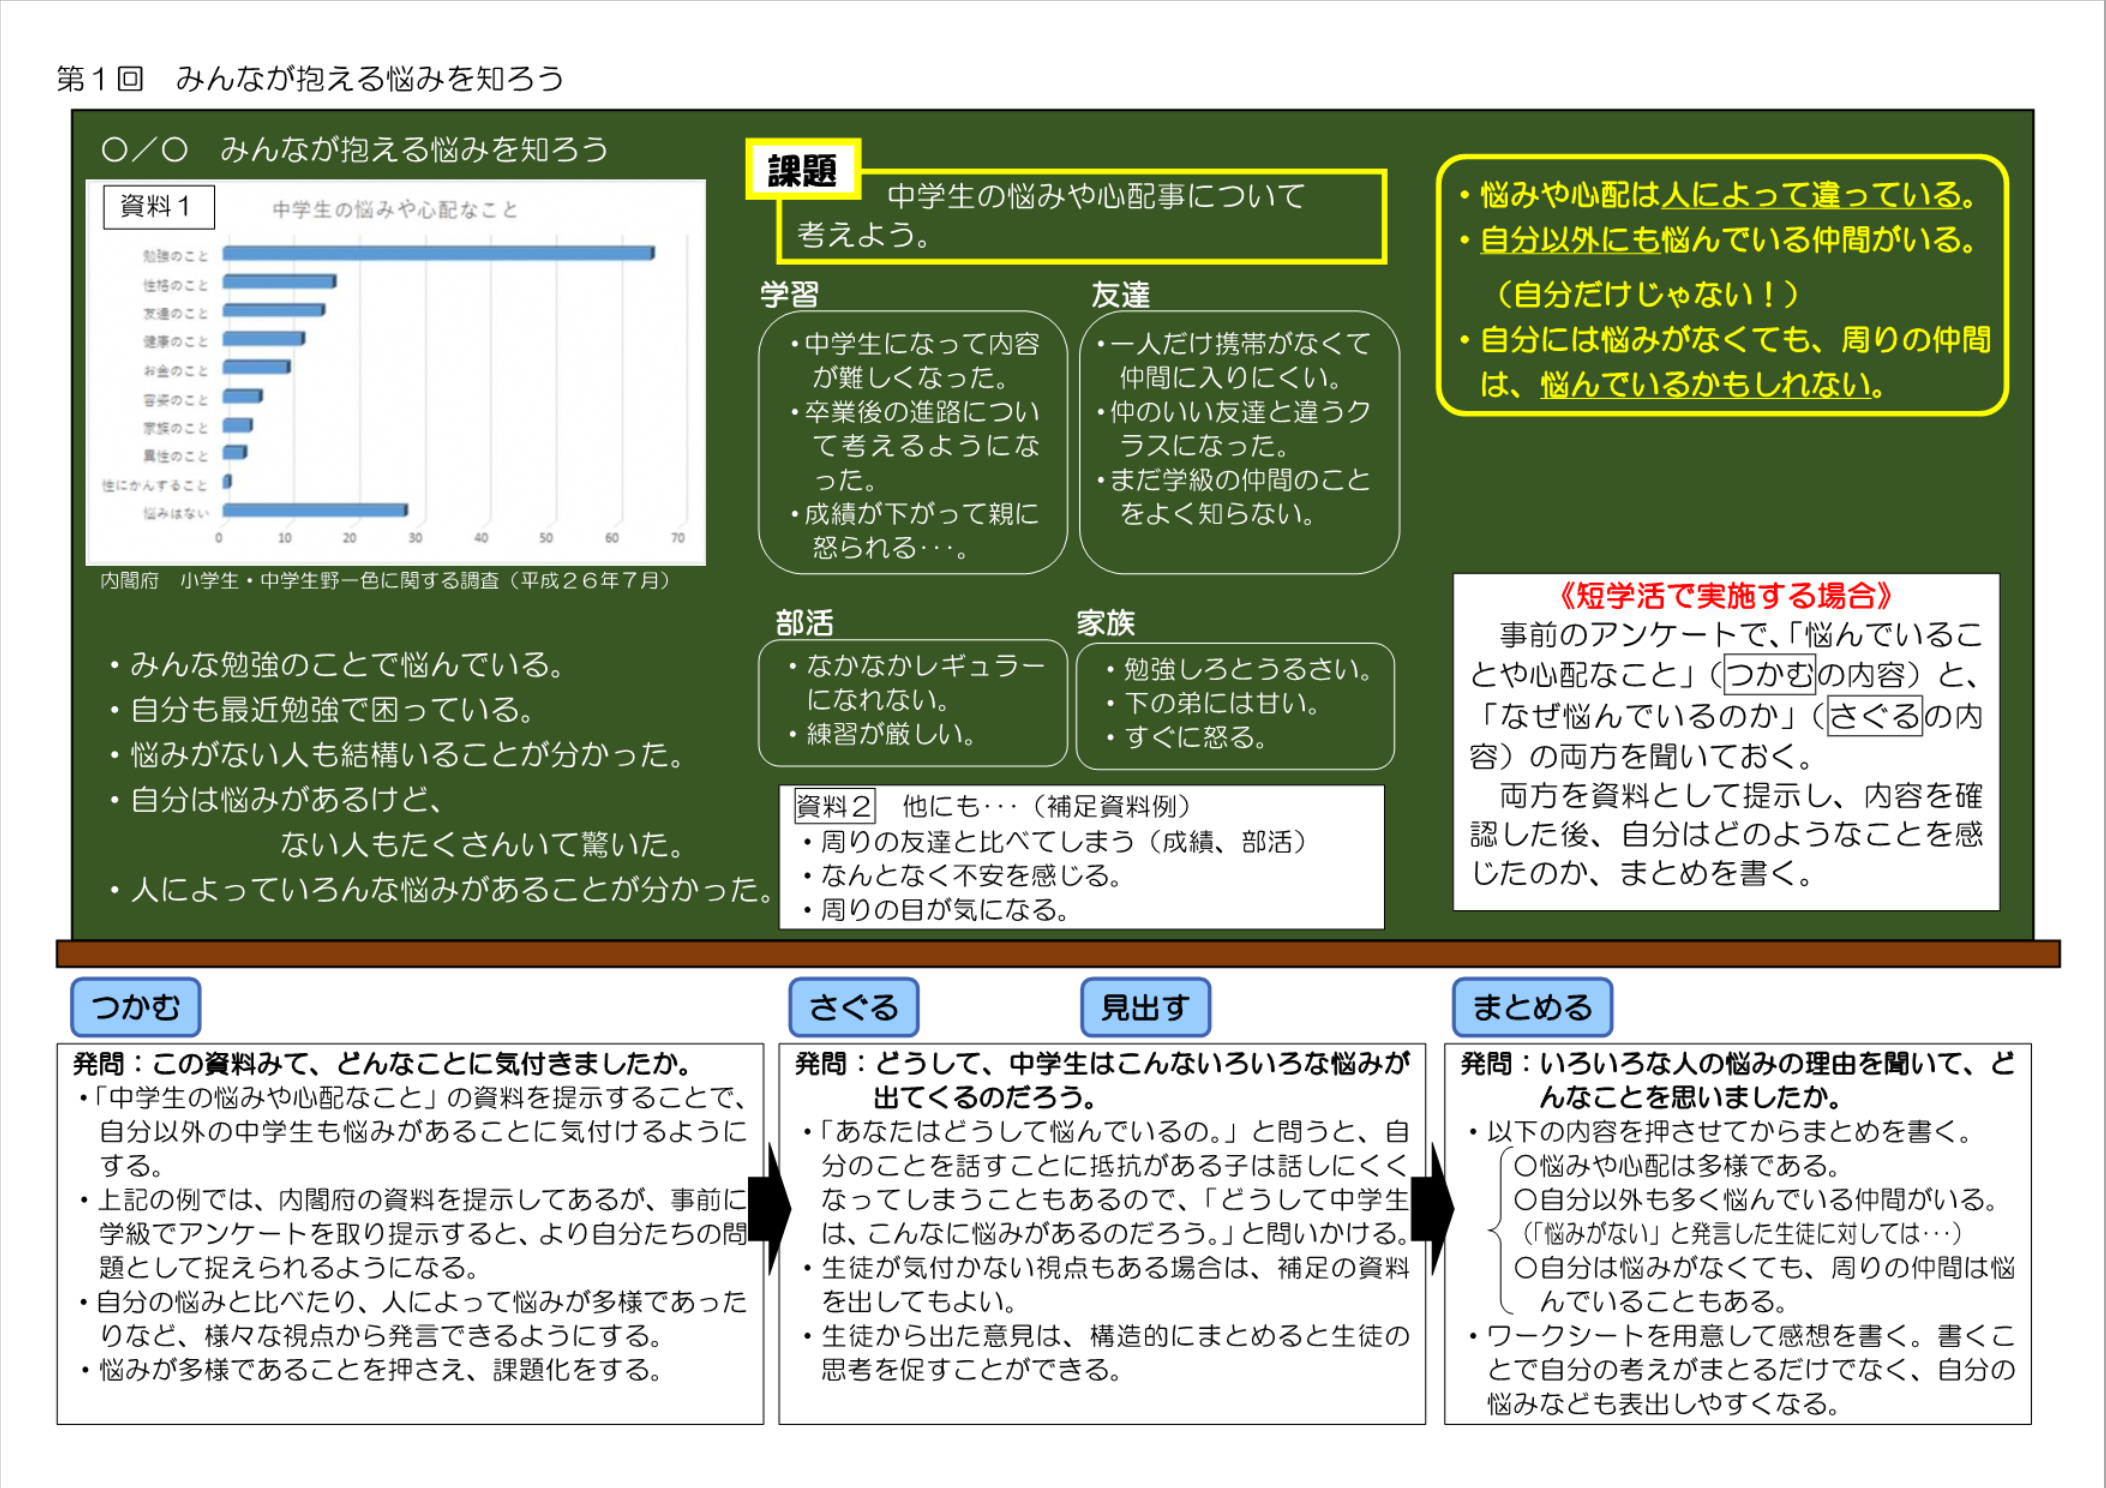 第1回　みんなが抱える悩みを知ろう
〇／〇　みんなが抱える悩みを知ろう
資料1
中学生の悩みや心配なこと
勉強のこと
性格のこと
友達のこと
健康のこと
お金のこと
容姿のこと
家族のこと
異性のこと
性にかんすること
悩みはない
0 10 20 30 40 50 60 70
内閣府　小学生・中学生野一色に関する調査（平成26年7月）
・みんな勉強のことで悩んでいる。
・自分も最近勉強で困っている。
・悩みがない人も結構いることが分かった。
・自分は悩みがあるけど、
ない人もたくさんいて驚いた。
・人によっていろんな悩みがあることが分かった。
課題
中学生の悩みや心配事について
考えよう。
学習
・中学生になって内容
が難しくなった。
・卒業後の進路につい
て考えるようにな
った。
・成績が下がって親に
怒られる･･･。
友達
・一人だけ携帯がなくて
仲間に入りにくい。
・仲のいい友達と違うク
ラスになった。
・まだ学級の仲間のこと
をよく知らない。
部活
・なかなかレギュラー
になれない。
・練習が厳しい。
家族
・勉強しろとうるさい。
・下の弟には甘い。
・すぐに怒る。
資料2　他にも･･･（補足資料例）
・周りの友達と比べてしまう（成績、部活）
・なんとなく不安を感じる。
・周りの目が気になる。
・悩みや心配は人によって違っている。
・自分以外にも悩んでいる仲間がいる。
（自分だけじゃない！）
・自分には悩みがなくても、周りの仲間
は、悩んでいるかもしれない。
《短学活で実施する場合》
事前のアンケートで、「悩んでいるこ
とや心配なこと」（つかむの内容）と、
「なぜ悩んでいるのか」（さぐるの内
容）の両方を聞いておく。
両方を資料として提示し、内容を確
認した後、自分はどのようなことを感
じたのか、まとめを書く。
つかむ
発問：この資料みて、どんなことに気付きましたか。
・「中学生の悩みや心配なこと」の資料を提示することで、
自分以外の中学生も悩みがあることに気付けるように
する。
・上記の例では、内閣府の資料を提示してあるが、事前に
学級でアンケートを取り提示すると、より自分たちの問
題として捉えられるようになる。
・自分の悩みと比べたり、人によって悩みが多様であった
りなど、様々な視点から発言できるようにする。
・悩みが多様であることを押さえ、課題化をする。
さぐる
見出す
発問：どうして、中学生はこんないろいろな悩みが
出てくるのだろう。
・「あなたはどうして悩んでいるの。」と問うと、自
分のことを話すことに抵抗がある子は話しにくく
なってしまうこともあるので、「どうして中学生
は、こんなに悩みがあるのだろう。」と問いかける。
・生徒が気付かない視点もある場合は、補足の資料
を出してもよい。
・生徒から出た意見は、構造的にまとめると生徒の
思考を促すことができる。
まとめる
発問：いろいろな人の悩みの理由を聞いて、ど
んなことを思いましたか。
・以下の内容を押させてからまとめを書く。
〇悩みや心配は多様である。
〇自分以外も多く悩んでいる仲間がいる。
（「悩みがない」と発言した生徒に対しては･･･）
〇自分は悩みがなくても、周りの仲間は悩
んでいることもある。
・ワークシートを用意して感想を書く。書くこ
とで自分の考えがまとるだけでなく、自分の
悩みなども表出しやすくなる。